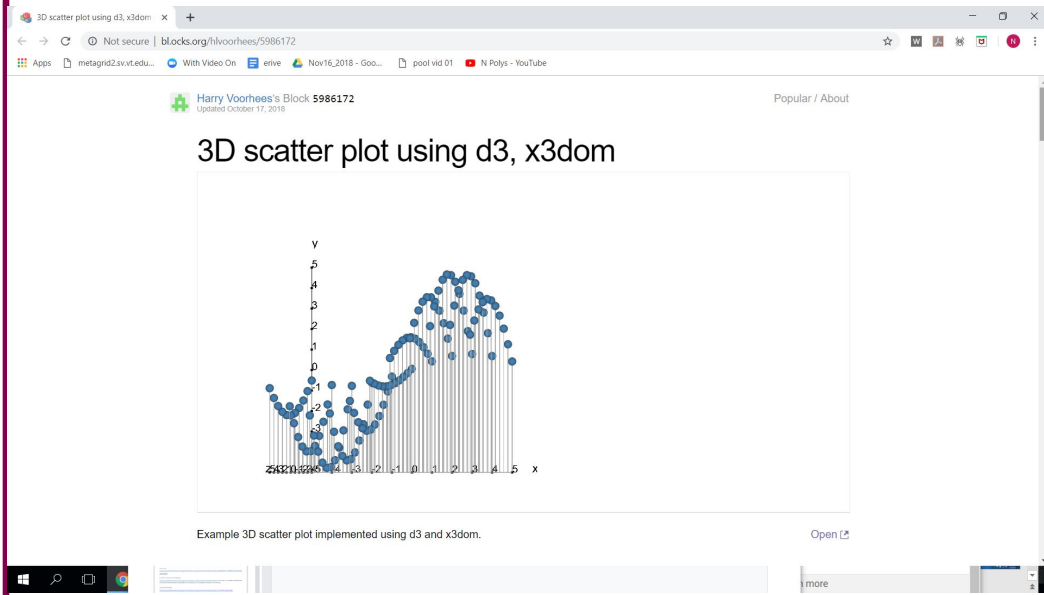 3D scatter plot using d3, x3dom
Not secure | bl.ocks.org/hlvoorhees/5986172
W
N
Apps
metagrid2.sv.vt.edu...
With Video On
erive
Nov16_2018 - Goo...
pool vid 01
N Polys - YouTube
Harry Voorhees's Block 5986172
Popular / About
Updated October 17, 2018
3D scatter plot using d3, x3dom
y
5
4
3
2
1
0
-1
-2
-3
-3 -2 -1 0 1 2 3 4 5 x
Example 3D scatter plot implemented using d3 and x3dom.
Open
more